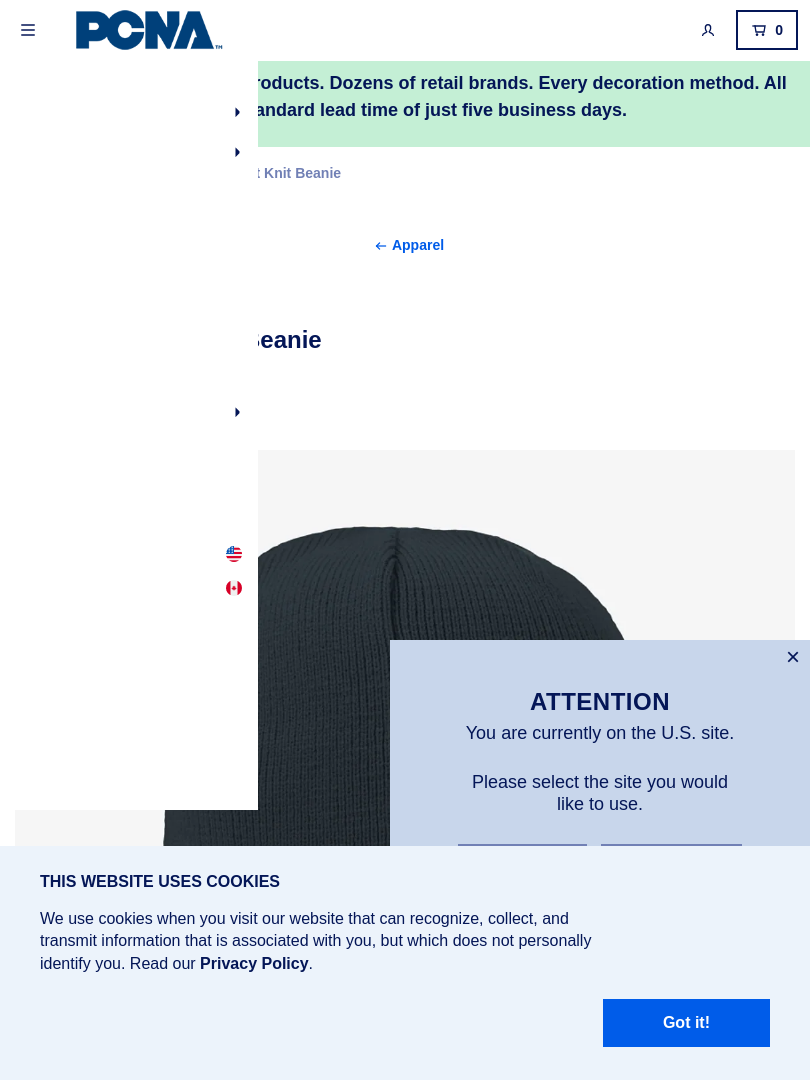 PCNA™
0
roducts. Dozens of retail brands. Every decoration method. All
andard lead time of just five business days.
t Knit Beanie
Apparel
Beanie
ATTENTION
You are currently on the U.S. site.
Please select the site you would
like to use.
THIS WEBSITE USES COOKIES
We use cookies when you visit our website that can recognize, collect, and
transmit information that is associated with you, but which does not personally
identify you. Read our Privacy Policy.
Got it!